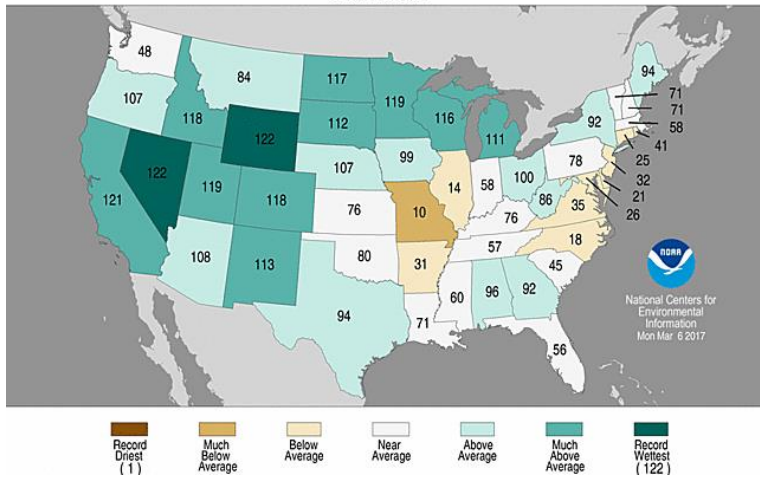 48
84
117
119
94
107
118
122
112
116
111
92
71
71
58
41
25
32
21
26
121
122
119
118
107
99
76
10
14
58
100
78
86
35
76
108
113
80
31
57
18
45
94
71
60
96
92
56
NOAA
National Centers for
Environmental
Information
Mon Mar 6 2017
Record
Driest
(1)
Much
Below
Average
Below
Average
Near
Average
Above
Average
Much
Above
Average
Record
Wettest
(122)